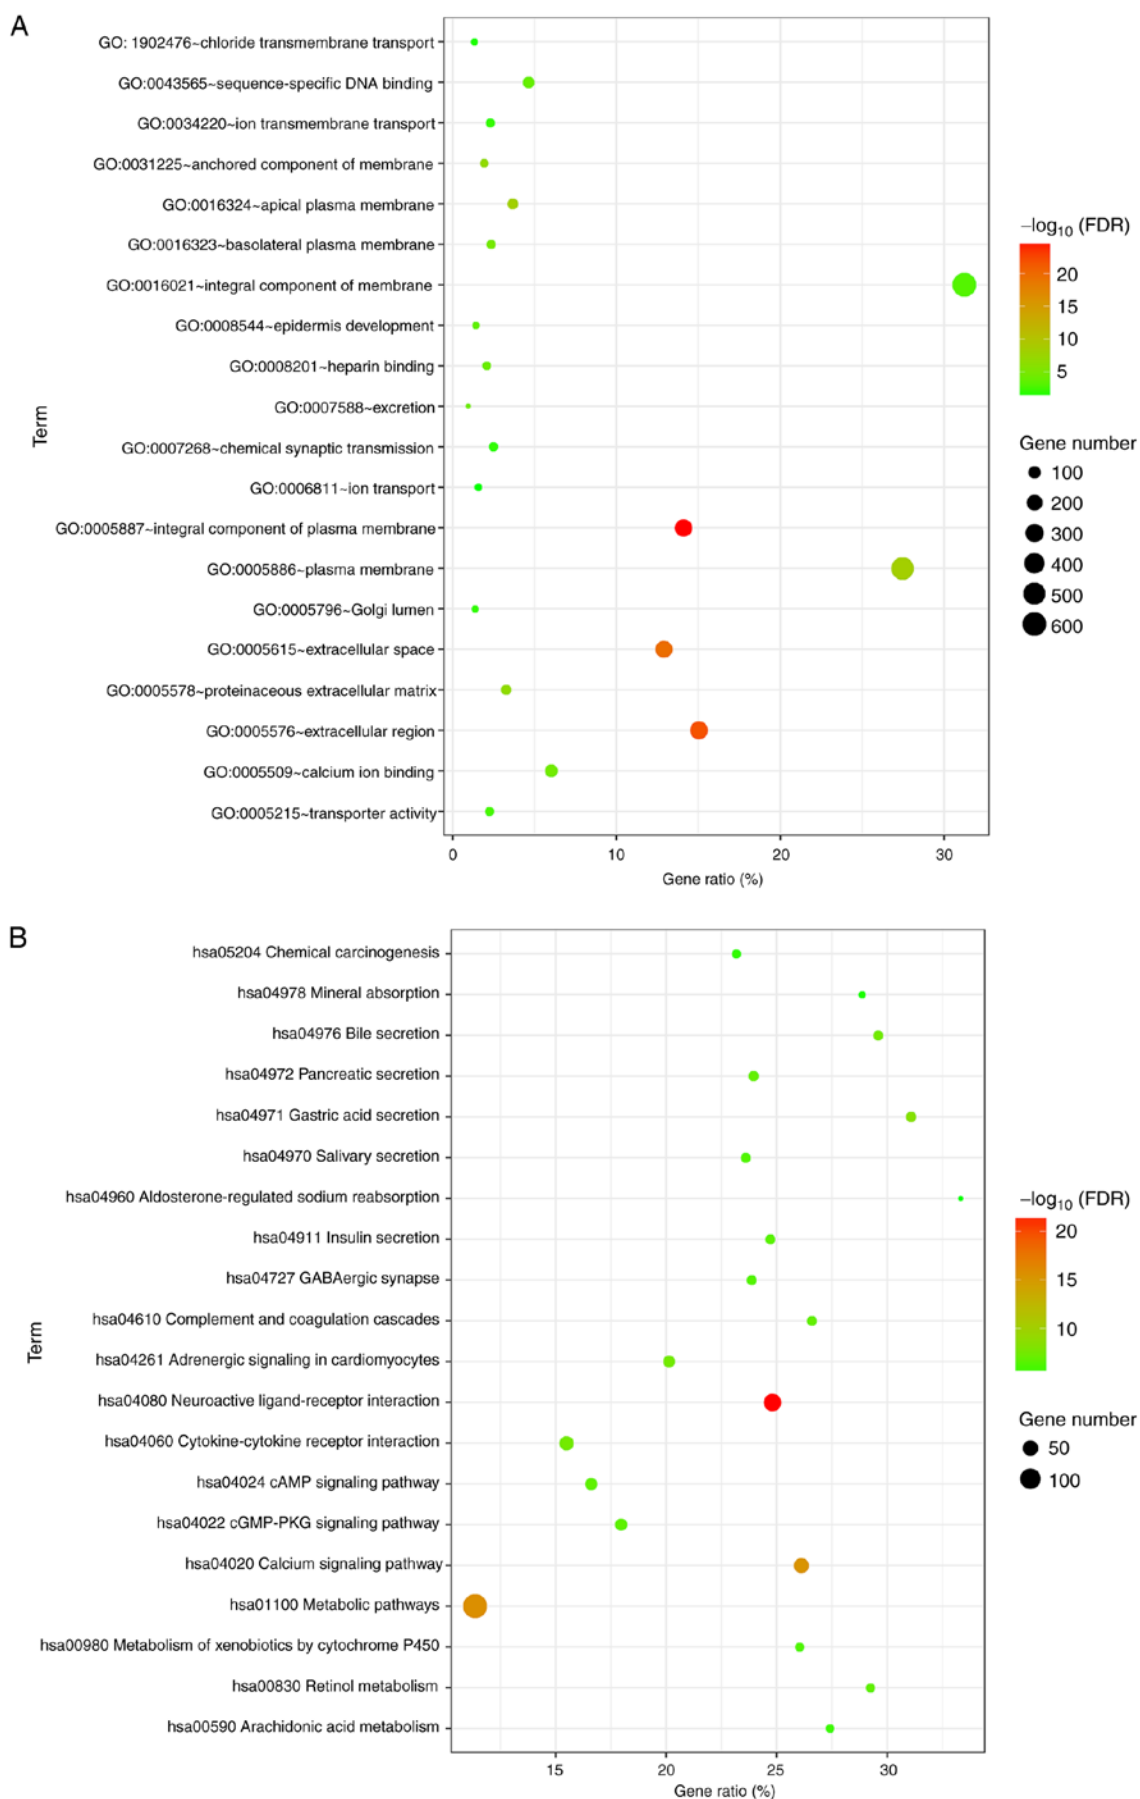 A
GO: 1902476~chloride transmembrane transport
GO:0043565~sequence-specific DNA binding
GO:0034220~ion transmembrane transport
GO:0031225~anchored component of membrane
GO:0016324~apical plasma membrane
GO:0016323~basolateral plasma membrane
GO:0016021~integral component of membrane
GO:0008544~epidermis development
GO:0008201~heparin binding
GO:0007588~excretion
GO:0007268~chemical synaptic transmission
GO:0006811~ion transport
GO:0005887~integral component of plasma membrane
GO:0005886~plasma membrane
GO:0005796~Golgi lumen
GO:0005615~extracellular space
GO:0005578~proteinaceous extracellular matrix
GO:0005576~extracellular region
GO:0005509~calcium ion binding
GO:0005215~transporter activity
Term
0 10 20 30
Gene ratio (%)
−log10 (FDR)
20
15
10
5
Gene number
100
200
300
400
500
600
B
hsa05204 Chemical carcinogenesis
hsa04978 Mineral absorption
hsa04976 Bile secretion
hsa04972 Pancreatic secretion
hsa04971 Gastric acid secretion
hsa04970 Salivary secretion
hsa04960 Aldosterone-regulated sodium reabsorption
hsa04911 Insulin secretion
hsa04727 GABAergic synapse
hsa04610 Complement and coagulation cascades
hsa04261 Adrenergic signaling in cardiomyocytes
hsa04080 Neuroactive ligand-receptor interaction
hsa04060 Cytokine-cytokine receptor interaction
hsa04024 cAMP signaling pathway
hsa04022 cGMP-PKG signaling pathway
hsa04020 Calcium signaling pathway
hsa01100 Metabolic pathways
hsa00980 Metabolism of xenobiotics by cytochrome P450
hsa00830 Retinol metabolism
hsa00590 Arachidonic acid metabolism
Term
15 20 25 30
Gene ratio (%)
−log10 (FDR)
20
15
10
Gene number
50
100